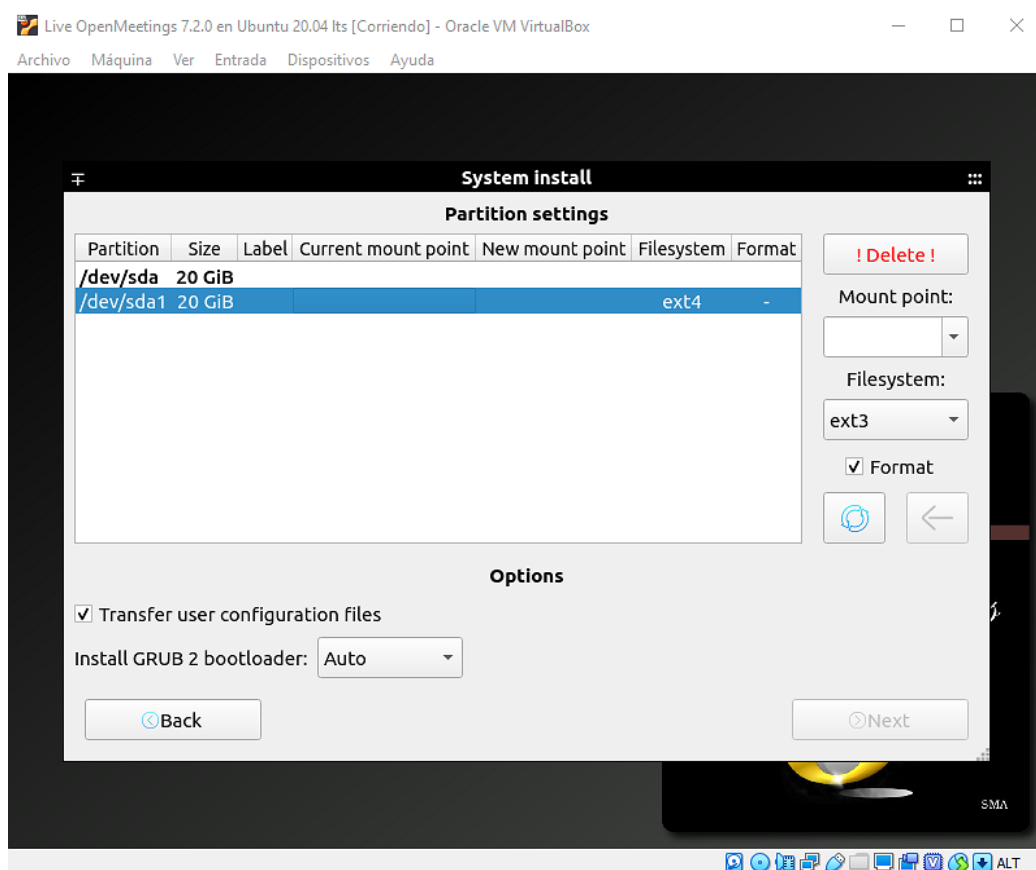 Live OpenMeetings 7.2.0 en Ubuntu 20.04 lts [Corriendo] - Oracle VM VirtualBox
Archivo Máquina Ver Entrada Dispositivos Ayuda
System install
Partition settings
Partition Size Label Current mount point New mount point Filesystem Format
/dev/sda 20 GiB
/dev/sda1 20 GiB ext4 -
! Delete !
Mount point:
Filesystem:
ext3
Format
Options
Transfer user configuration files
Install GRUB 2 bootloader: Auto
Back
Next
SMA
ALT